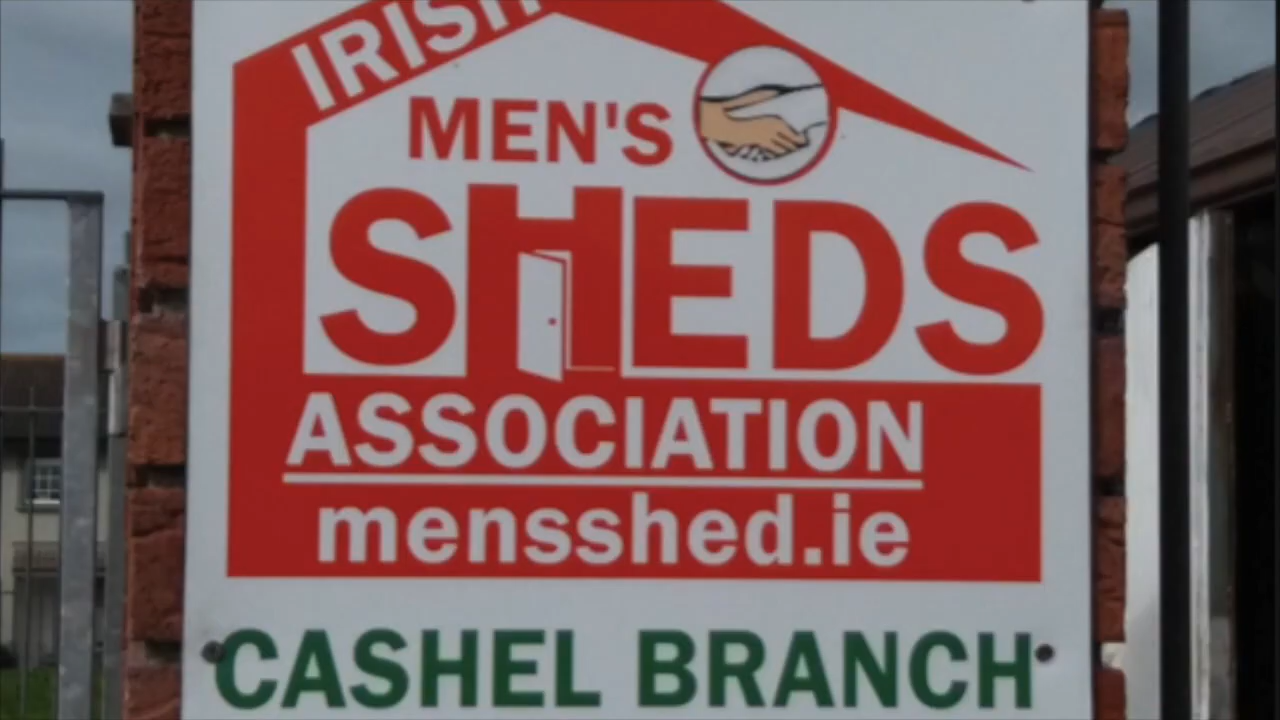 IRISH
MEN'S
SHEDS
ASSOCIATION
mensshed.ie
CASHEL BRANCH